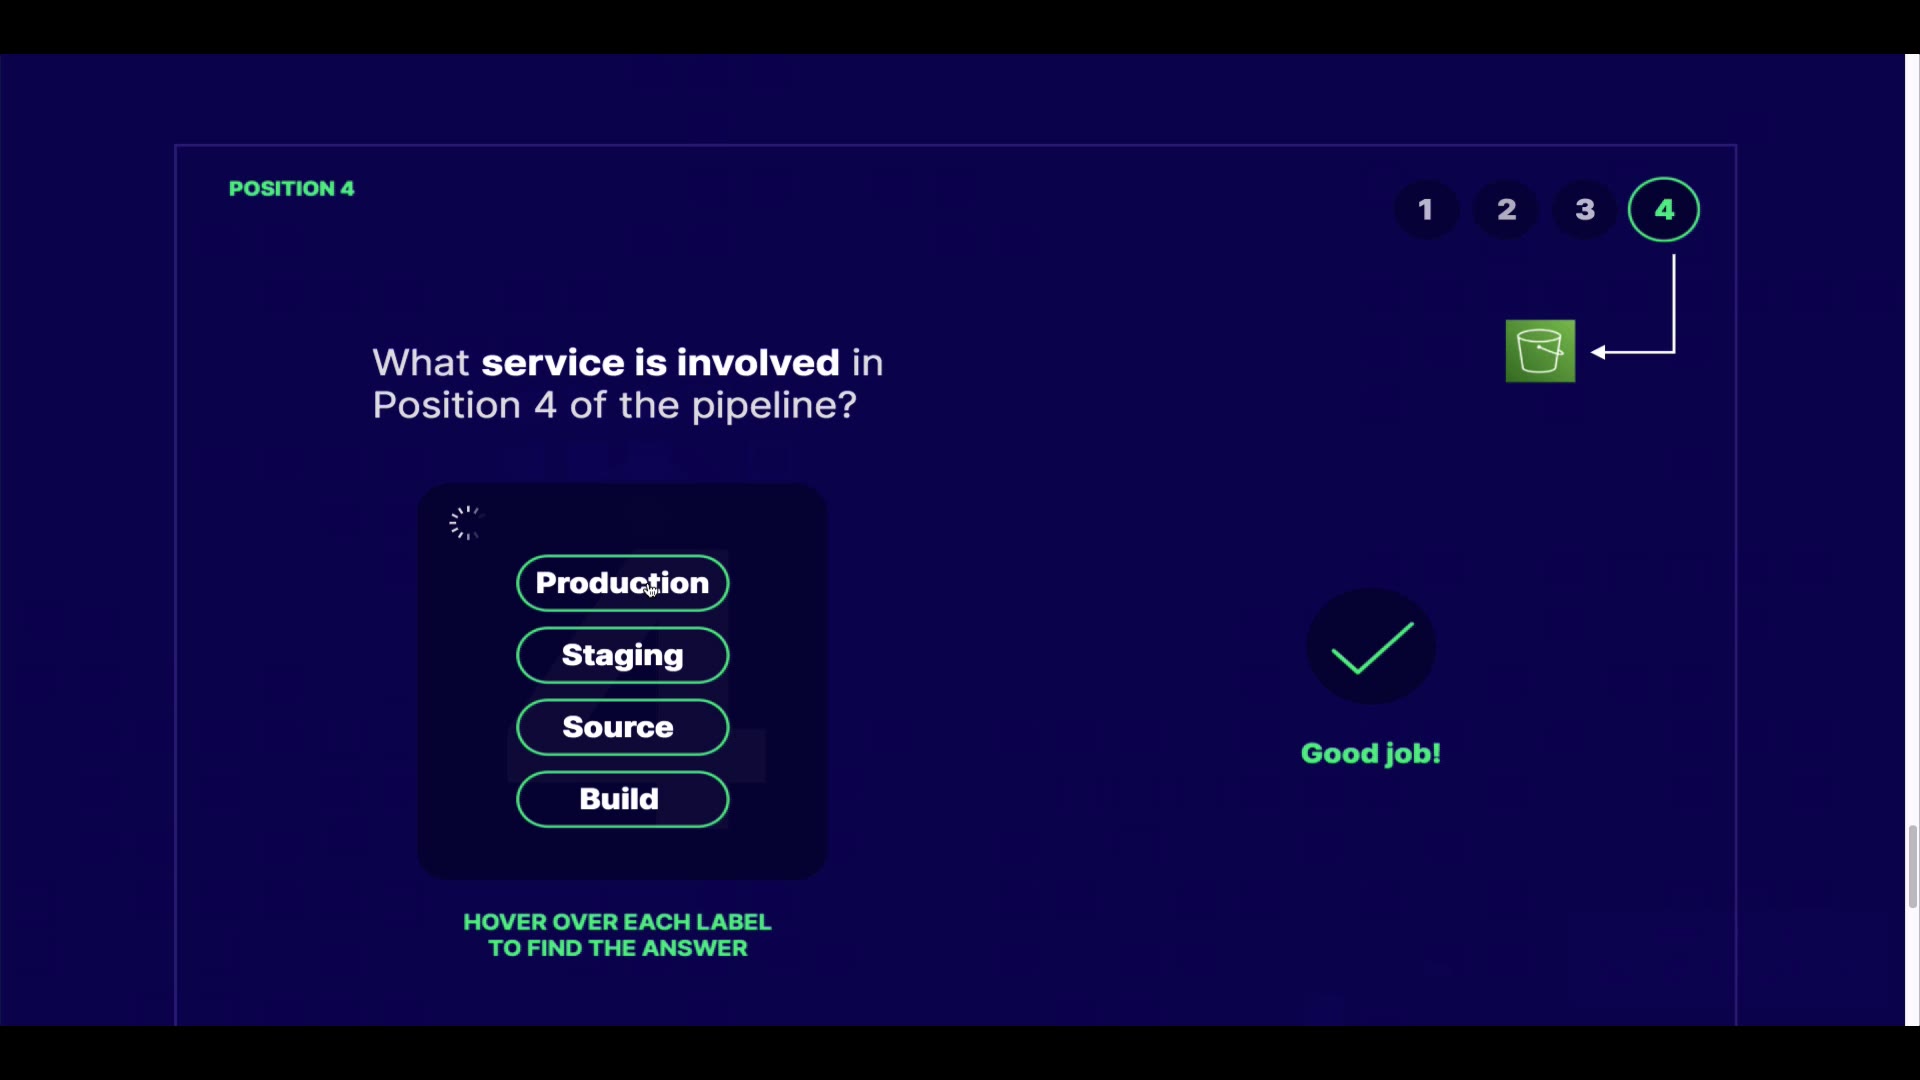 POSITION 4
1 2 3 4
What service is involved in
Position 4 of the pipeline?
Production
Staging
Source
Build
Good job!
HOVER OVER EACH LABEL
TO FIND THE ANSWER